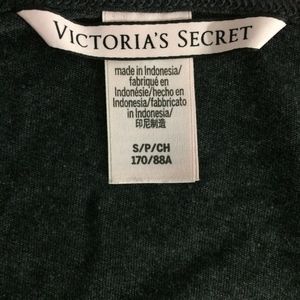 VICTORIA'S SECRET
made in Indonesia/
fabriqué en
Indonésie/hecho en
Indonesia/fabbricato
in Indonesia/
印尼制造
S/P/CH
170/88A